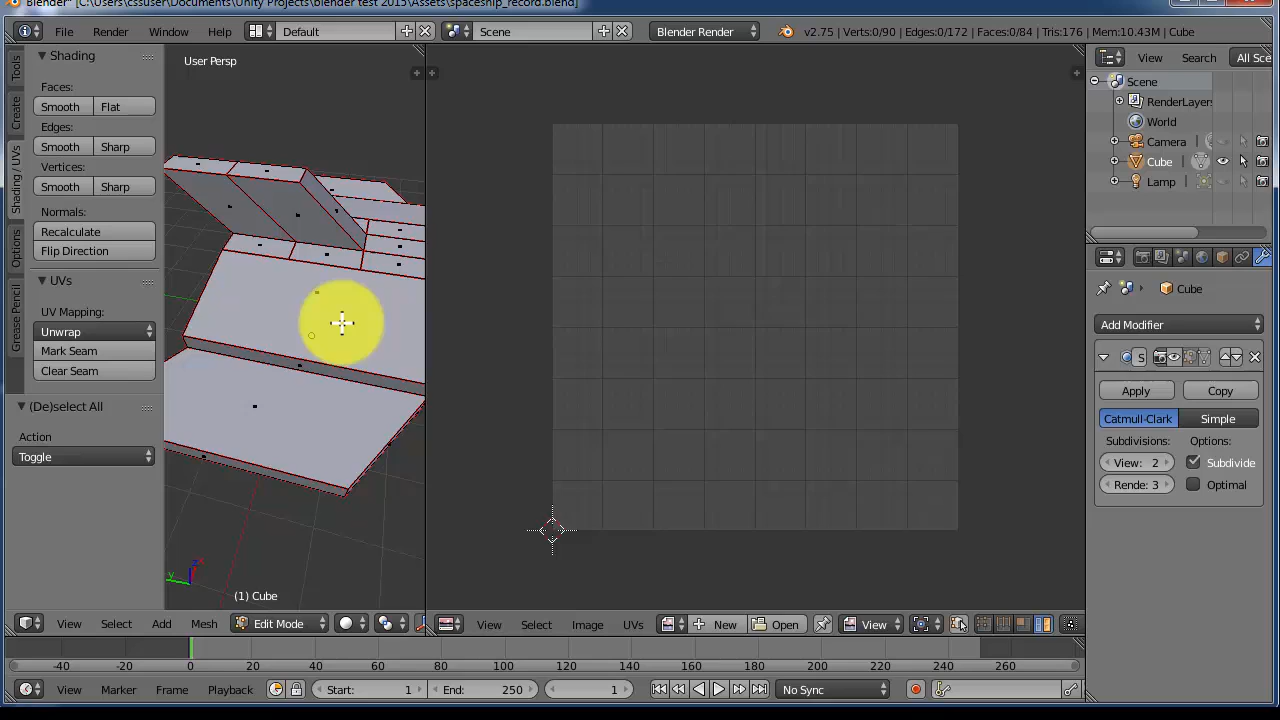 Blender* [C:\Users\cssuser\Documents\Unity Projects\blender test 2015\Assets\spaceship_record.blend]
File Render Window Help Default Scene Blender Render v2.75 | Verts:0/90 | Edges:0/172 | Faces:0/84 | Tris:176 | Mem:10.43M | Cube
Tools
Create
Shading / UVs
Options
Grease Pencil
Shading
Faces:
Smooth Flat
Edges:
Smooth Sharp
Vertices:
Smooth Sharp
Normals:
Recalculate
Flip Direction
UVs
UV Mapping:
Unwrap
Mark Seam
Clear Seam
(De)select All
Action
Toggle
User Persp
x
y
(1) Cube
View Search All Sce
Scene
RenderLayers
World
Camera
Cube
Lamp
Cube
Add Modifier
S
Apply Copy
Catmull-Clark Simple
Subdivisions: Options:
View: 2 Subdivide
Rende: 3 Optimal
View Select Add Mesh Edit Mode
View Select Image UVs New Open View
-40 -20 0 20 40 60 80 100 120 140 160 180 200 220 240 260
View Marker Frame Playback Start: 1 End: 250 1 No Sync